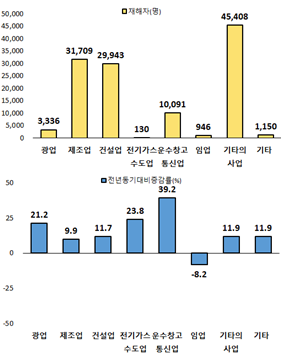 재해자(명)
50,000
45,000
40,000
35,000
30,000
25,000
20,000
15,000
10,000
5,000
0
3,336 31,709 29,943 130 10,091 946 45,408 1,150
광업 제조업 건설업 전기가스 운수창고 임업 기타의 기타
수도업 통신업 사업
전년동기대비증감률(%)
50
25
0
-25
-50
21.2 9.9 11.7 23.8 39.2 -8.2 11.9 11.9
광업 제조업 건설업 전기가스 운수창고 임업 기타의 기타
수도업 통신업 사업